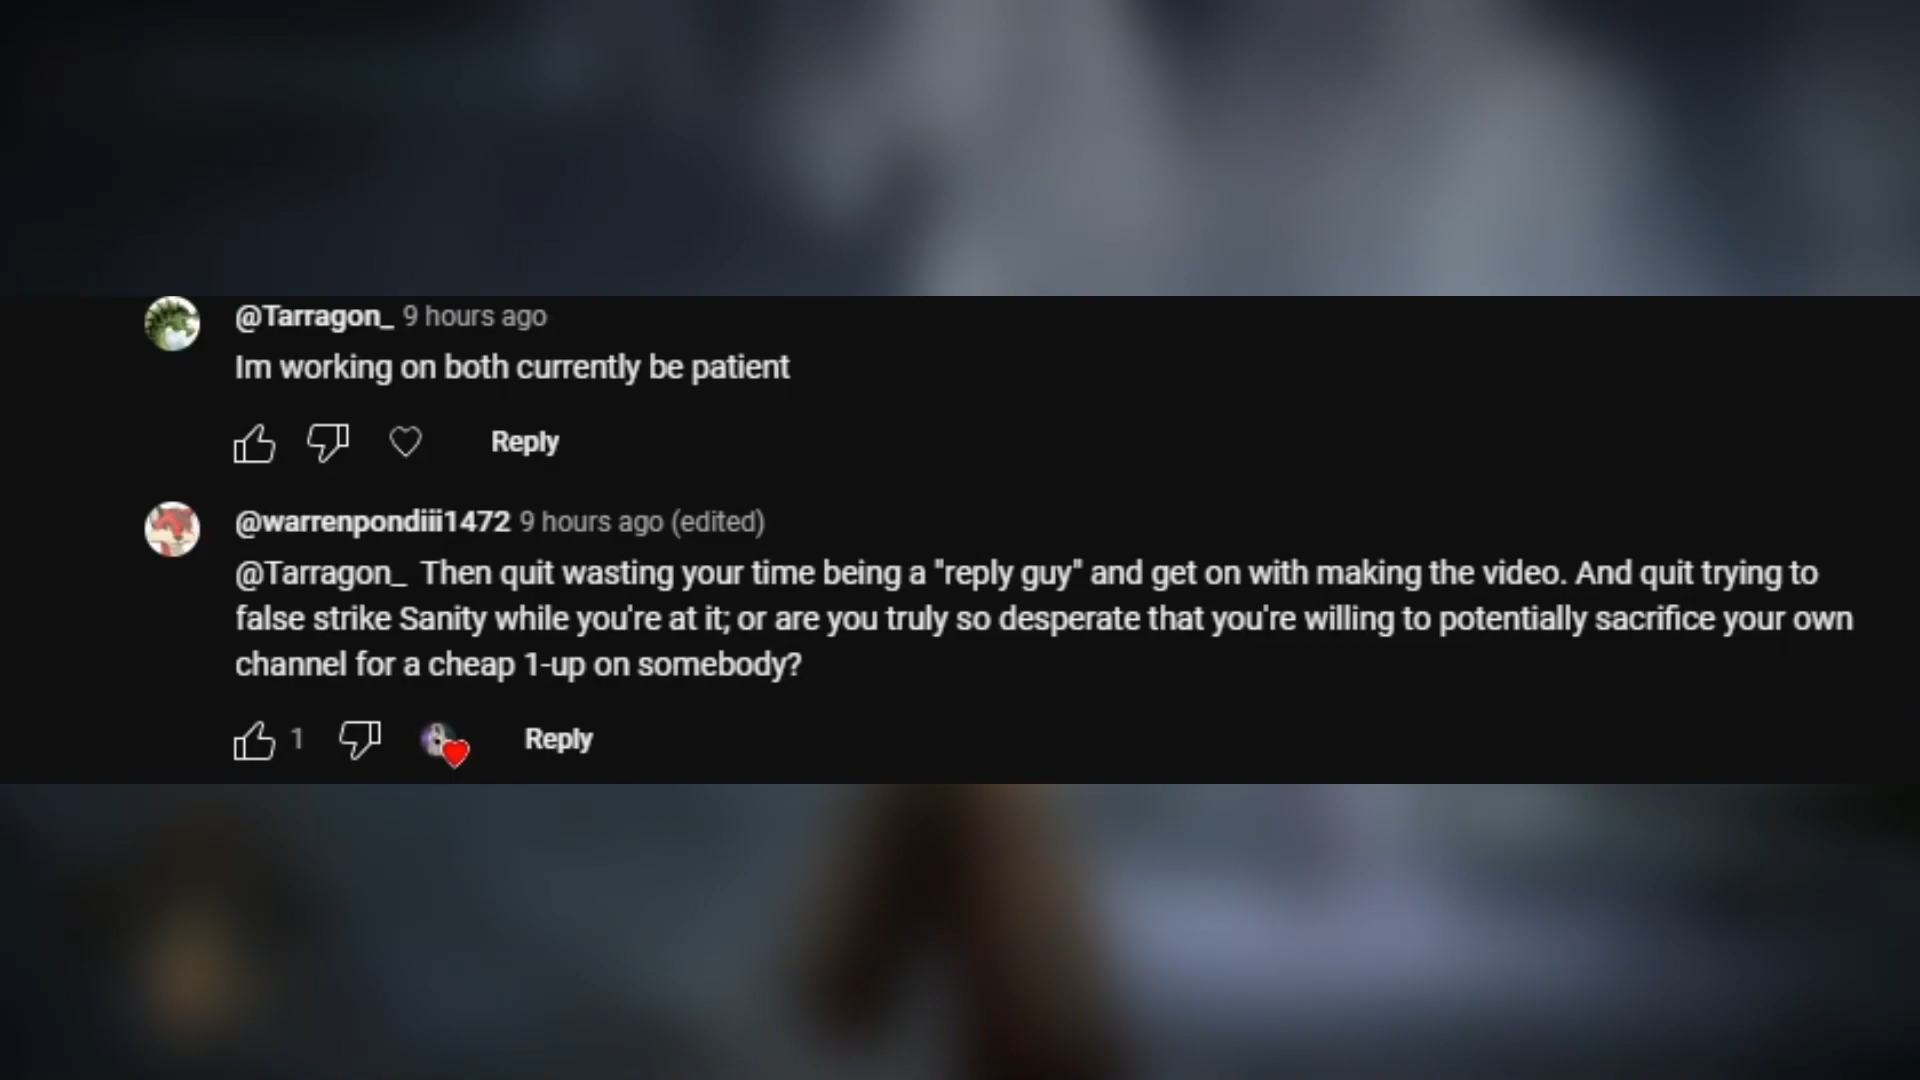 @Tarragon_ 9 hours ago
Im working on both currently be patient
Reply
@warrenpondiii1472 9 hours ago (edited)
@Tarragon_ Then quit wasting your time being a "reply guy" and get on with making the video. And quit trying to
false strike Sanity while you're at it; or are you truly so desperate that you're willing to potentially sacrifice your own
channel for a cheap 1-up on somebody?
1 Reply